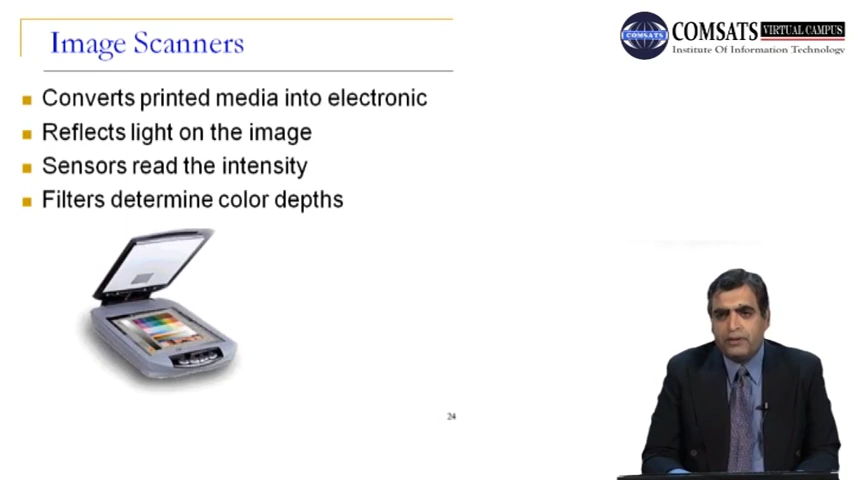 Image Scanners
Converts printed media into electronic
Reflects light on the image
Sensors read the intensity
Filters determine color depths
24
COMSATS
COMSATS VIRTUAL CAMPUS
Institute Of Information Technology